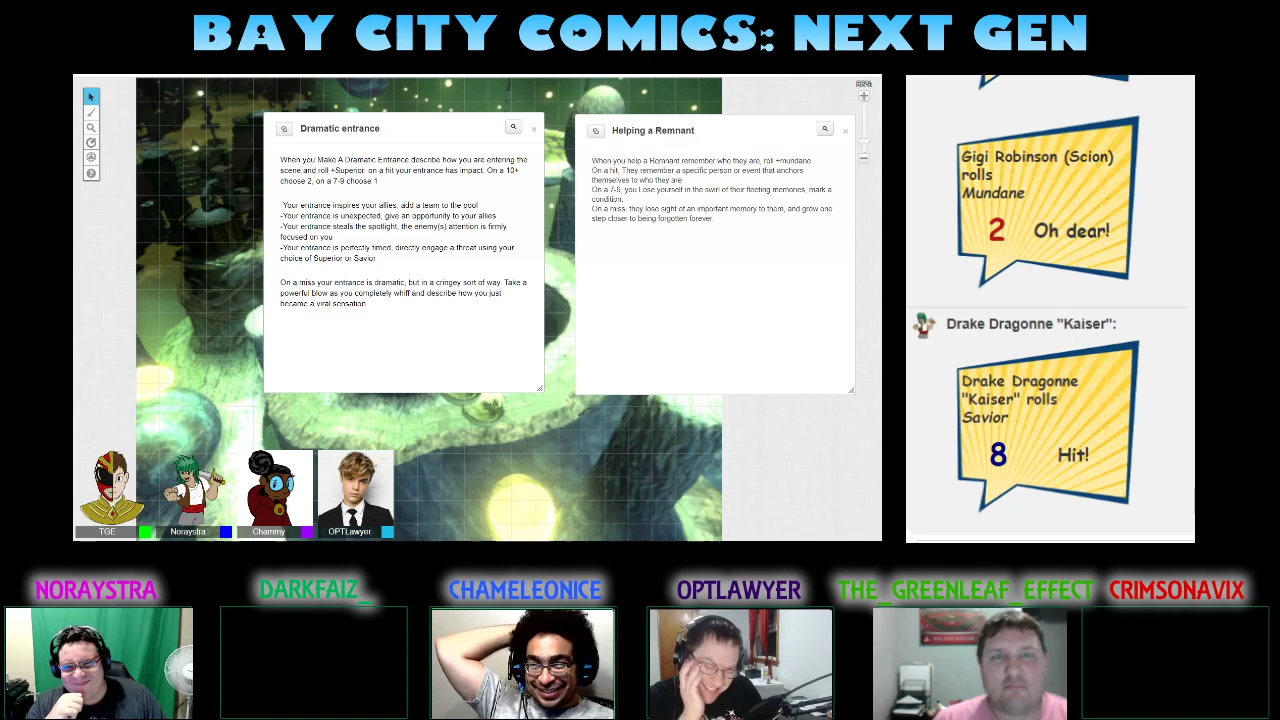 BAY CITY COMICS: NEXT GEN
Dramatic entrance
When you Make A Dramatic Entrance describe how you are entering the
scene and roll +Superior, on a hit your entrance has impact. On a 10+
choose 2, on a 7-9 choose 1
-Your entrance inspires your allies, add a team to the pool
-Your entrance is unexpected, give an opportunity to your allies
-Your entrance steals the spotlight, the enemy(s) attention is firmly
focused on you
-Your entrance is perfectly timed, directly engage a threat using your
choice of Superior or Savior
On a miss your entrance is dramatic, but in a cringey sort of way. Take a
powerful blow as you completely whiff and describe how you just
became a viral sensation.
Helping a Remnant
When you help a Remnant remember who they are, roll +mundane.
On a hit, They remember a specific person or event that anchors
themselves to who they are
On a 7-9, you Lose yourself in the swirl of their fleeting memories, mark a
condition.
On a miss, they lose sight of an important memory to them, and grow one
step closer to being forgotten forever.
TGE
Noraystra
Chammy
OPTLawyer
Gigi Robinson (Scion)
rolls
Mundane
2 Oh dear!
Drake Dragonne "Kaiser":
Drake Dragonne
"Kaiser" rolls
Savior
8 Hit!
NORAYSTRA
DARKFAIZ_
CHAMELEONICE
OPTLAWYER
THE_GREENLEAF_EFFECT
CRIMSONAVIX